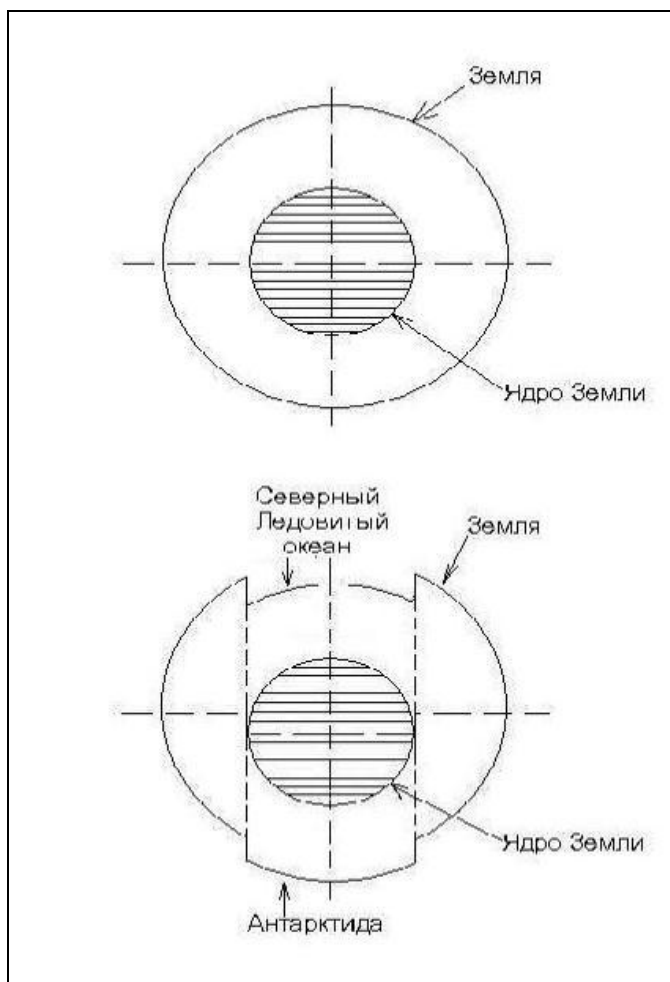 Земля
Ядро Земли
Северный
Ледовитый
океан
Земля
Ядро Земли
Антарктида